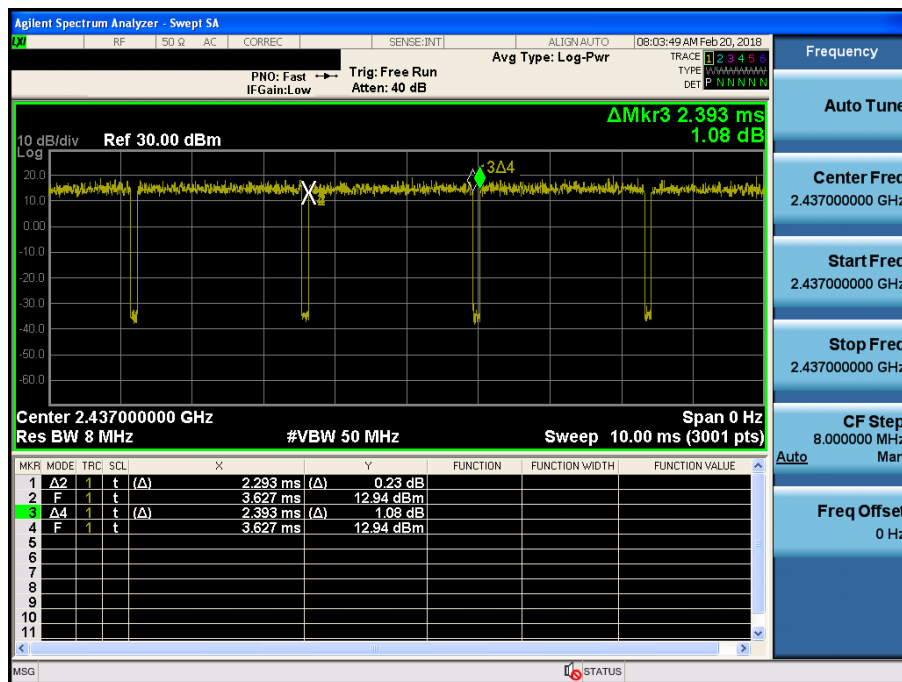 Agilent Spectrum Analyzer - Swept SA
LXI RF 50 Ω AC CORREC SENSE:INT ALIGN AUTO 08:03:49 AM Feb 20, 2018
PNO: Fast
IFGain:Low
Trig: Free Run
Atten: 40 dB
Avg Type: Log-Pwr
TRACE 1 2 3 4 5 6
TYPE WWWWWW
DET P N N N N N
ΔMkr3 2.393 ms
1.08 dB
10 dB/div Ref 30.00 dBm
Log
20.0
10.0
0.00
-10.0
-20.0
-30.0
-40.0
-50.0
-60.0
3Δ4
Center 2.437000000 GHz Span 0 Hz
Res BW 8 MHz #VBW 50 MHz Sweep 10.00 ms (3001 pts)
MKR MODE TRC SCL X Y FUNCTION FUNCTION WIDTH FUNCTION VALUE
1 Δ2 1 t (Δ) 2.293 ms (Δ) 0.23 dB
2 F 1 t 3.627 ms 12.94 dBm
3 Δ4 1 t (Δ) 2.393 ms (Δ) 1.08 dB
4 F 1 t 3.627 ms 12.94 dBm
5
6
7
8
9
10
11
MSG STATUS
Frequency
Auto Tune
Center Freq
2.437000000 GHz
Start Freq
2.437000000 GHz
Stop Freq
2.437000000 GHz
CF Step
8.000000 MHz
Auto Man
Freq Offset
0 Hz